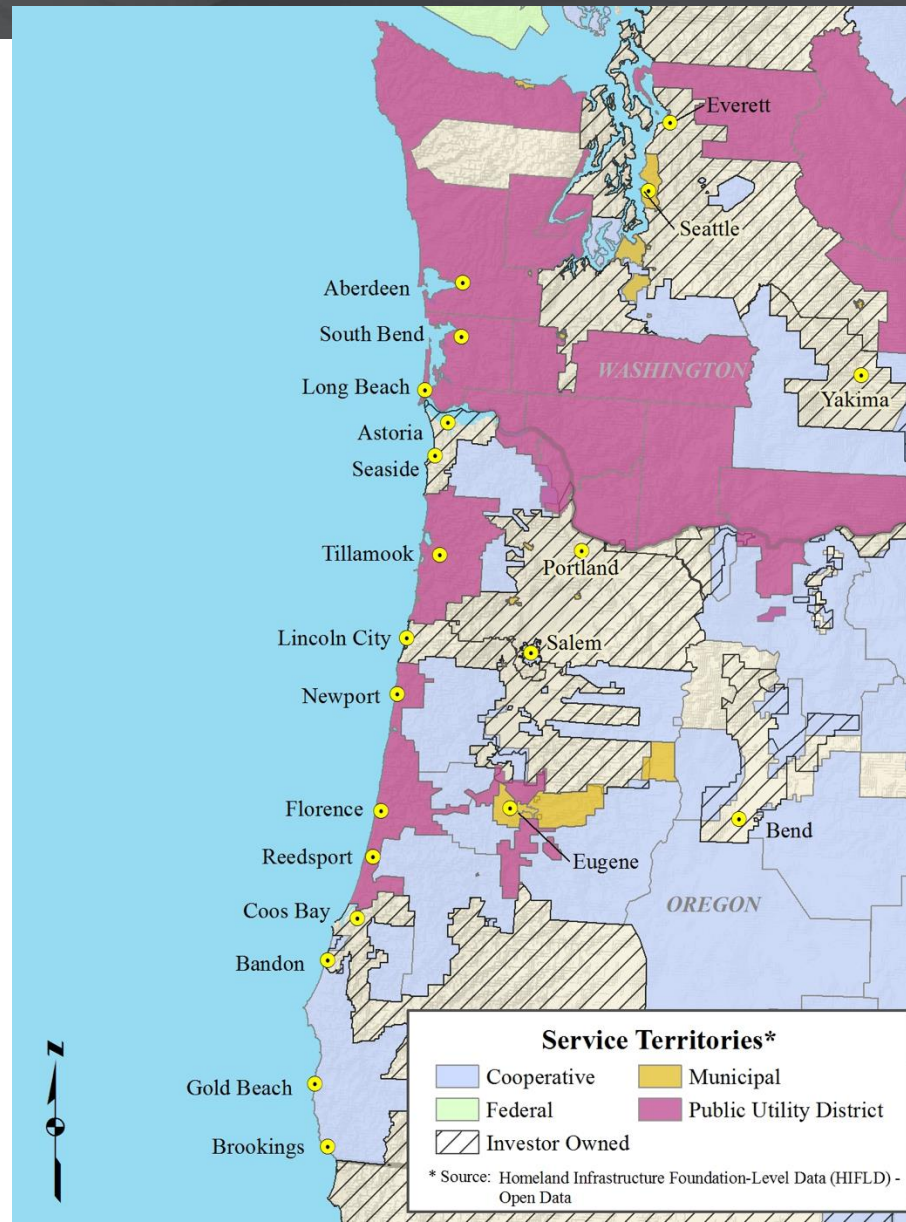 Everett
Seattle
Aberdeen
South Bend
Long Beach
WASHINGTON
Yakima
Astoria
Seaside
Tillamook
Portland
Lincoln City
Salem
Newport
Florence
Bend
Reedsport
Eugene
Coos Bay
OREGON
Bandon
Gold Beach
Brookings
N
Service Territories*
Cooperative
Municipal
Federal
Public Utility District
Investor Owned
* Source: Homeland Infrastructure Foundation-Level Data (HIFLD) -
Open Data